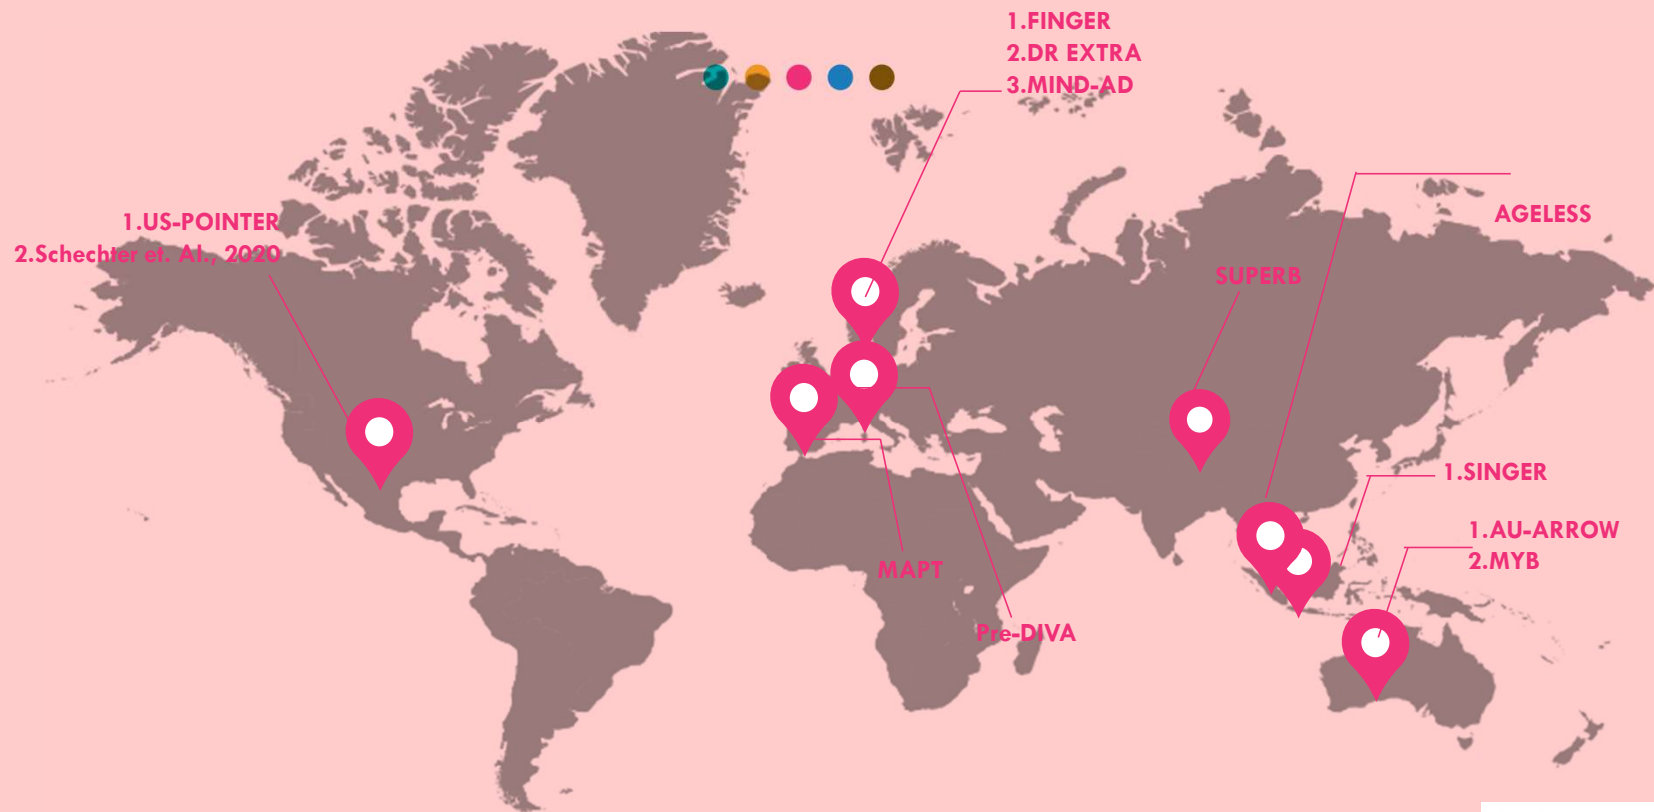 1.FINGER
2.DR EXTRA
3.MIND-AD
1.US-POINTER
2.Schechter et. Al., 2020
AGELESS
SUPERB
1.SINGER
1.AU-ARROW
2.MYB
MAPT
Pre-DIVA